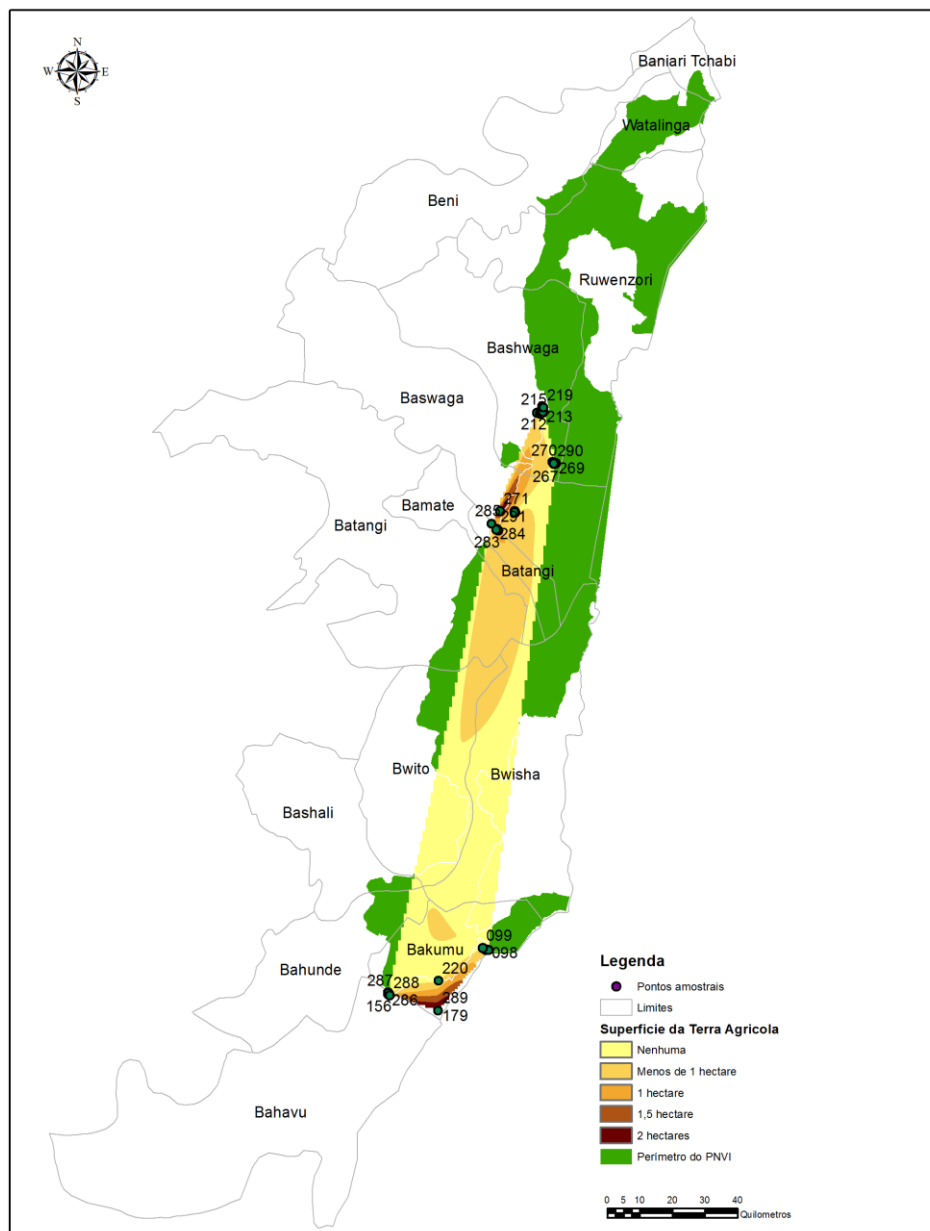 N
W E
S
Baniari Tchabi
Watalinga
Beni
Ruwenzori
Bashwaga
Baswaga
215 219
212 213
270 290
267 269
Bamate
285 271
291
Batangi
283 284
Batangi
Bwito
Bwisha
Bashali
099
Bakumu
098
Bahunde
220
287 288
156 286 289
179
Bahavu
Legenda
Pontos amostrais
Limites
Superficie da Terra Agricola
Nenhuma
Menos de 1 hectare
1 hectare
1,5 hectare
2 hectares
Perímetro do PNVI
0 5 10 20 30 40
Quilometros